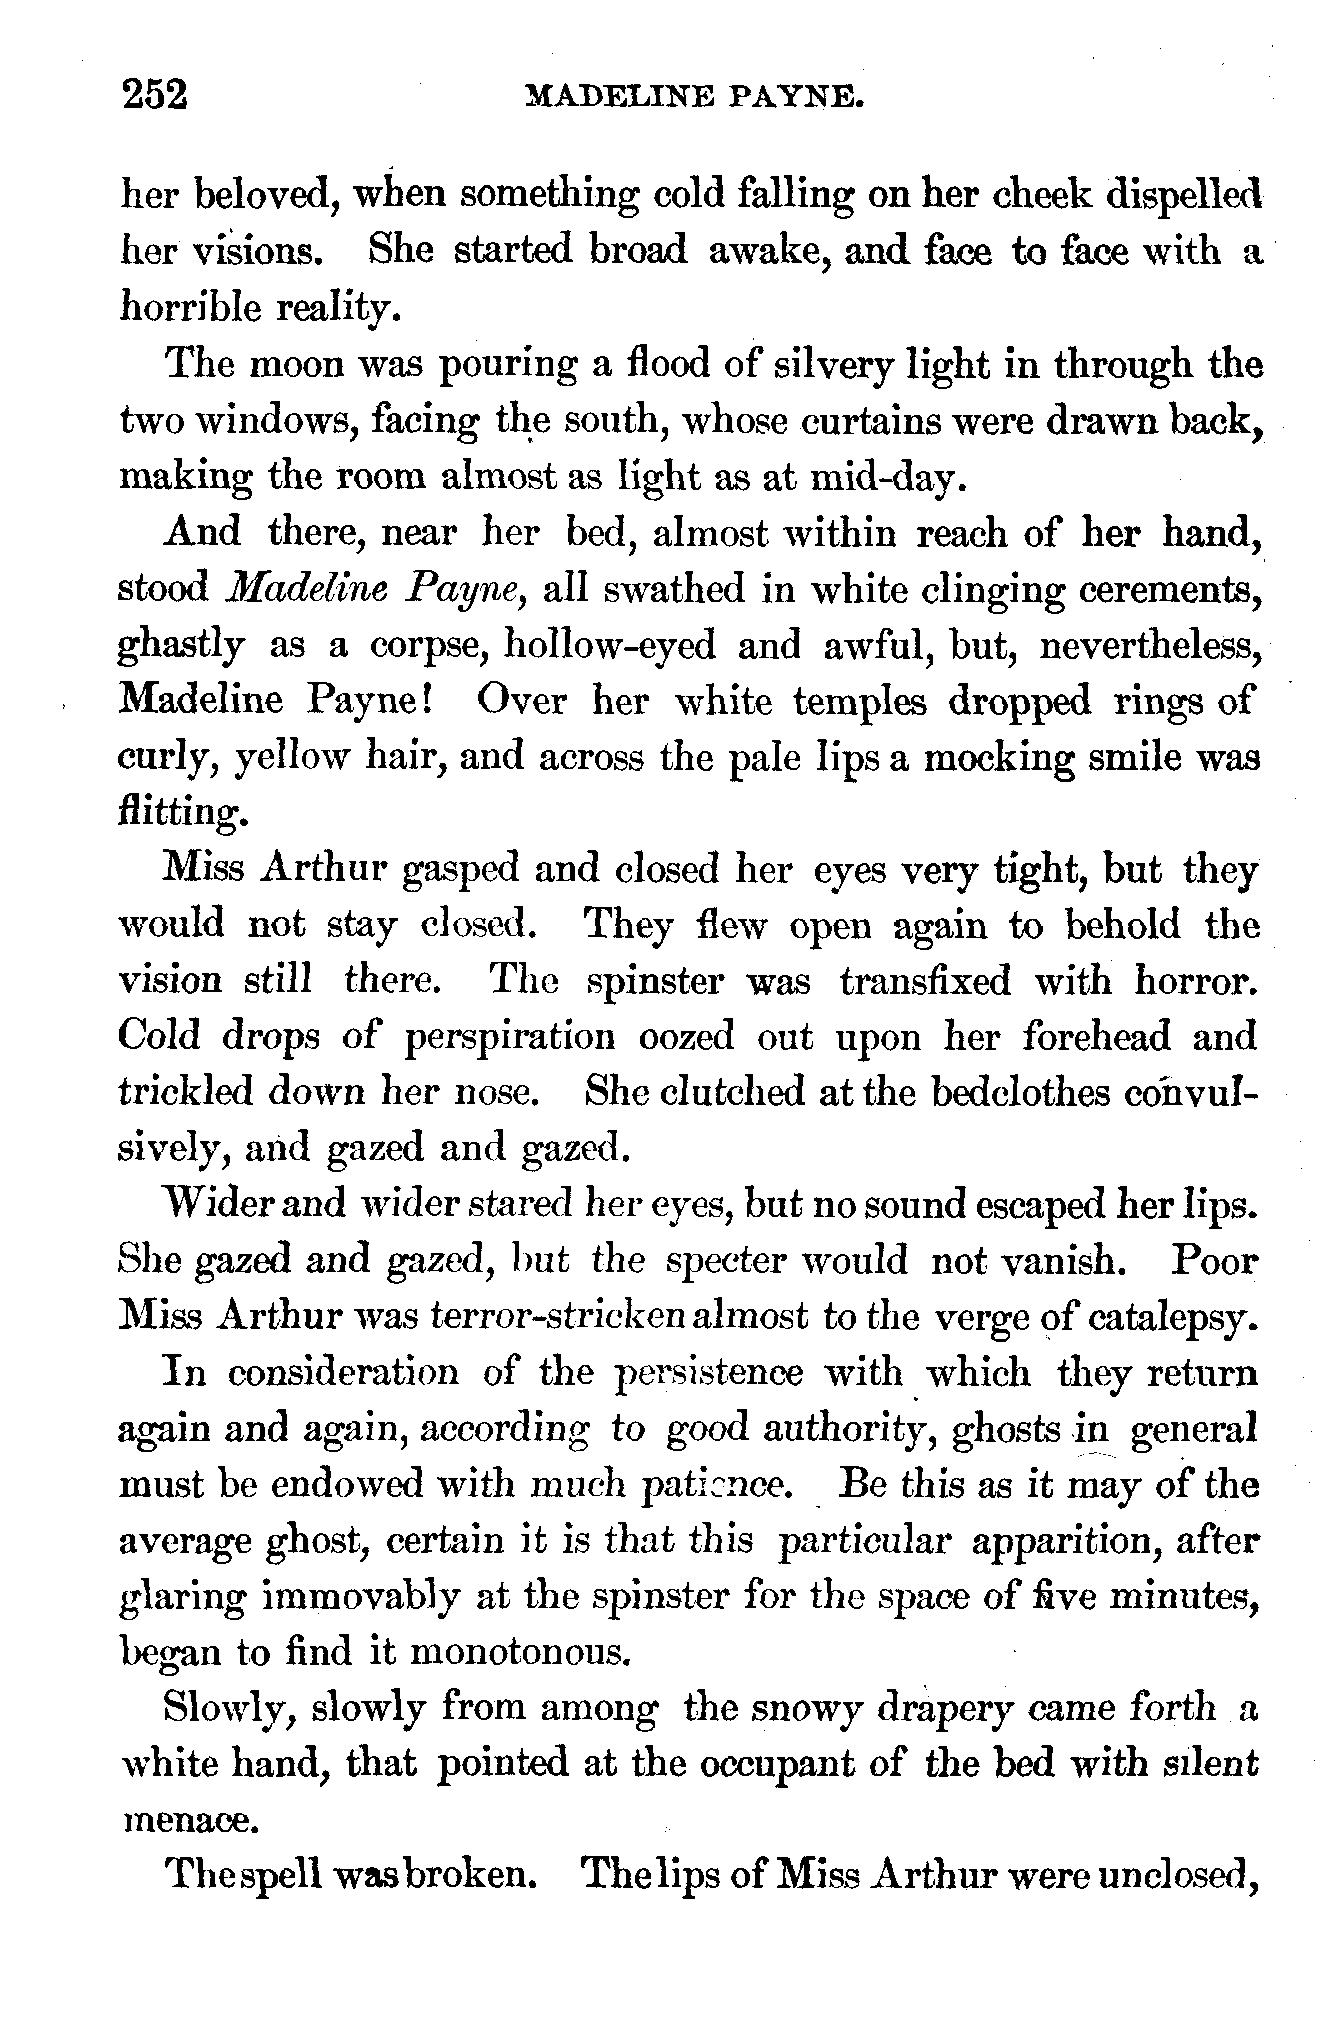 252 MADELINE PAYNE.
her beloved, when something cold falling on her cheek dispelled
her visions. She started broad awake, and face to face with a
horrible reality.
The moon was pouring a flood of silvery light in through the
two windows, facing the south, whose curtains were drawn back,
making the room almost as light as at mid-day.
And there, near her bed, almost within reach of her hand,
stood Madeline Payne, all swathed in white clinging cerements,
ghastly as a corpse, hollow-eyed and awful, but, nevertheless,
Madeline Payne! Over her white temples dropped rings of
curly, yellow hair, and across the pale lips a mocking smile was
flitting.
Miss Arthur gasped and closed her eyes very tight, but they
would not stay closed. They flew open again to behold the
vision still there. The spinster was transfixed with horror.
Cold drops of perspiration oozed out upon her forehead and
trickled down her nose. She clutched at the bedclothes convul-
sively, and gazed and gazed.
Wider and wider stared her eyes, but no sound escaped her lips.
She gazed and gazed, but the specter would not vanish. Poor
Miss Arthur was terror-stricken almost to the verge of catalepsy.
In consideration of the persistence with which they return
again and again, according to good authority, ghosts in general
must be endowed with much patience. Be this as it may of the
average ghost, certain it is that this particular apparition, after
glaring immovably at the spinster for the space of five minutes,
began to find it monotonous.
Slowly, slowly from among the snowy drapery came forth a
white hand, that pointed at the occupant of the bed with silent
menace.
The spell was broken. The lips of Miss Arthur were unclosed,